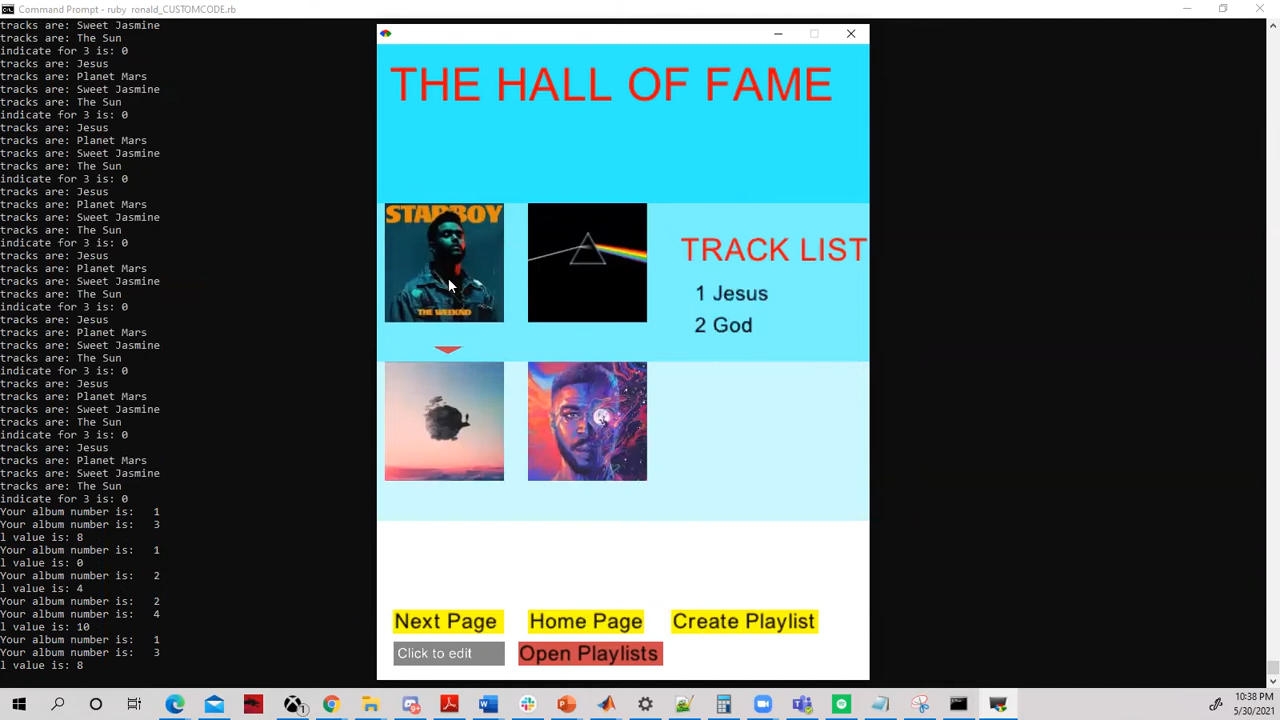 Command Prompt - ruby ronald_CUSTOMCODE.rb
tracks are: Sweet Jasmine
tracks are: The Sun
indicate for 3 is: 0
tracks are: Jesus
tracks are: Planet Mars
tracks are: Sweet Jasmine
tracks are: The Sun
indicate for 3 is: 0
tracks are: Jesus
tracks are: Planet Mars
tracks are: Sweet Jasmine
tracks are: The Sun
indicate for 3 is: 0
tracks are: Jesus
tracks are: Planet Mars
tracks are: Sweet Jasmine
tracks are: The Sun
indicate for 3 is: 0
tracks are: Jesus
tracks are: Planet Mars
tracks are: Sweet Jasmine
tracks are: The Sun
indicate for 3 is: 0
tracks are: Jesus
tracks are: Planet Mars
tracks are: Sweet Jasmine
tracks are: The Sun
indicate for 3 is: 0
tracks are: Jesus
tracks are: Planet Mars
tracks are: Sweet Jasmine
tracks are: The Sun
indicate for 3 is: 0
tracks are: Jesus
tracks are: Planet Mars
tracks are: Sweet Jasmine
tracks are: The Sun
indicate for 3 is: 0
Your album number is: 1
Your album number is: 3
l value is: 8
Your album number is: 1
l value is: 0
Your album number is: 2
l value is: 4
Your album number is: 2
Your album number is: 4
l value is: 10
Your album number is: 1
Your album number is: 3
l value is: 8
THE HALL OF FAME
STARBOY
THE WEEKND
TRACK LIST
1 Jesus
2 God
Next Page
Home Page
Create Playlist
Click to edit
Open Playlists
10:38 PM
5/30/2021